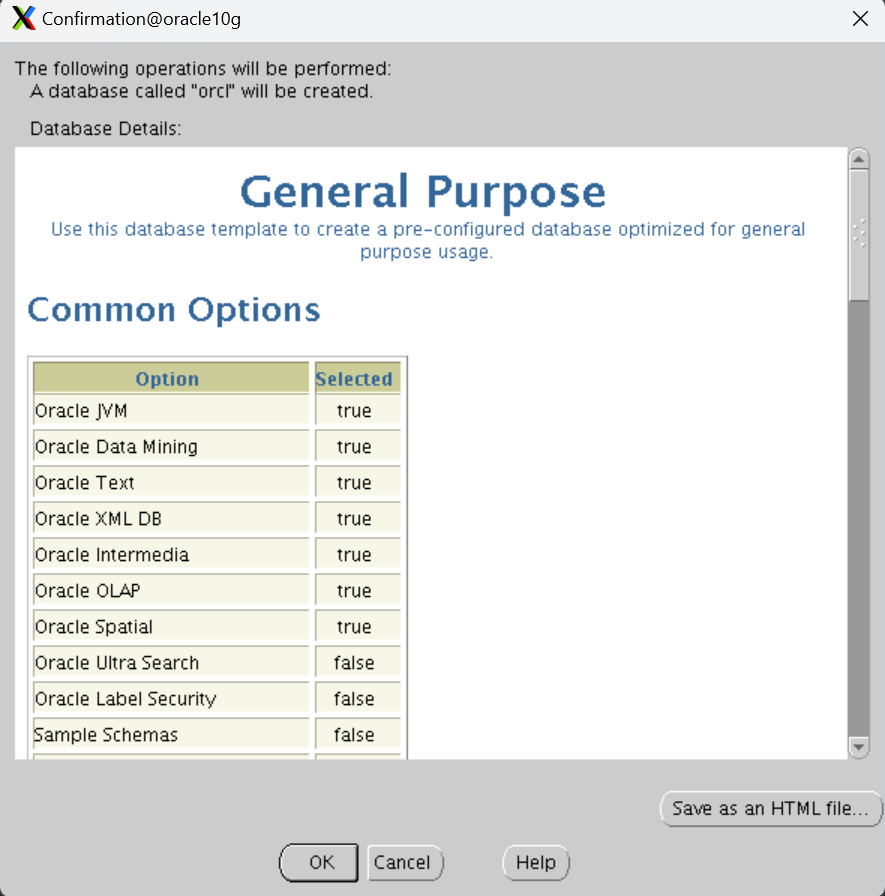 Confirmation@oracle10g
The following operations will be performed:
A database called "orcl" will be created.
Database Details:
General Purpose
Use this database template to create a pre-configured database optimized for general
purpose usage.
Common Options
Option Selected
Oracle JVM true
Oracle Data Mining true
Oracle Text true
Oracle XML DB true
Oracle Intermedia true
Oracle OLAP true
Oracle Spatial true
Oracle Ultra Search false
Oracle Label Security false
Sample Schemas false
Save as an HTML file...
OK Cancel Help